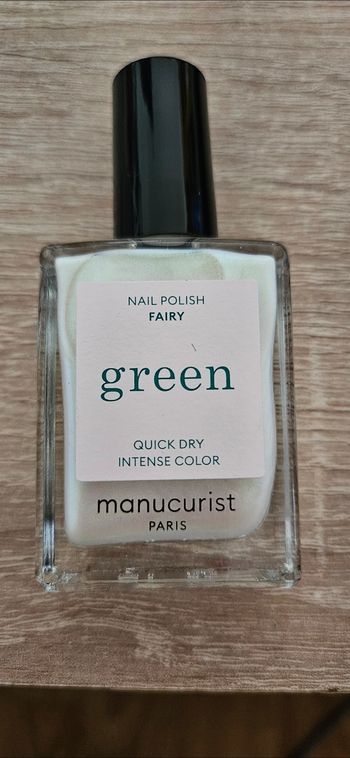 NAIL POLISH
FAIRY
green
QUICK DRY
INTENSE COLOR
manucurist
PARIS